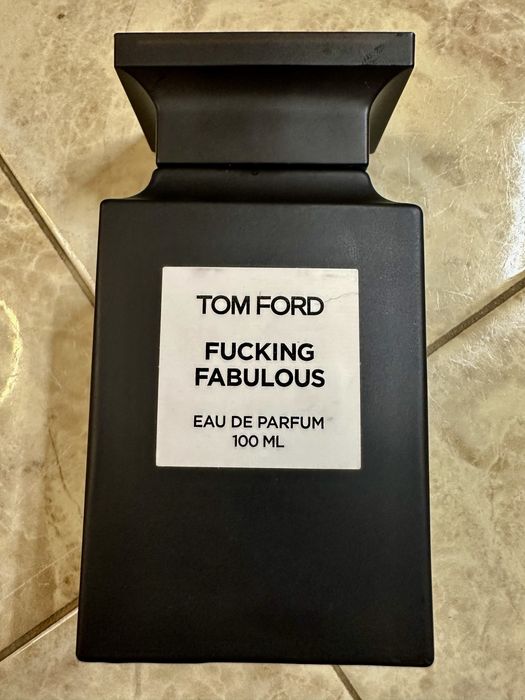 TOM FORD
FUCKING
FABULOUS
EAU DE PARFUM
100 ML